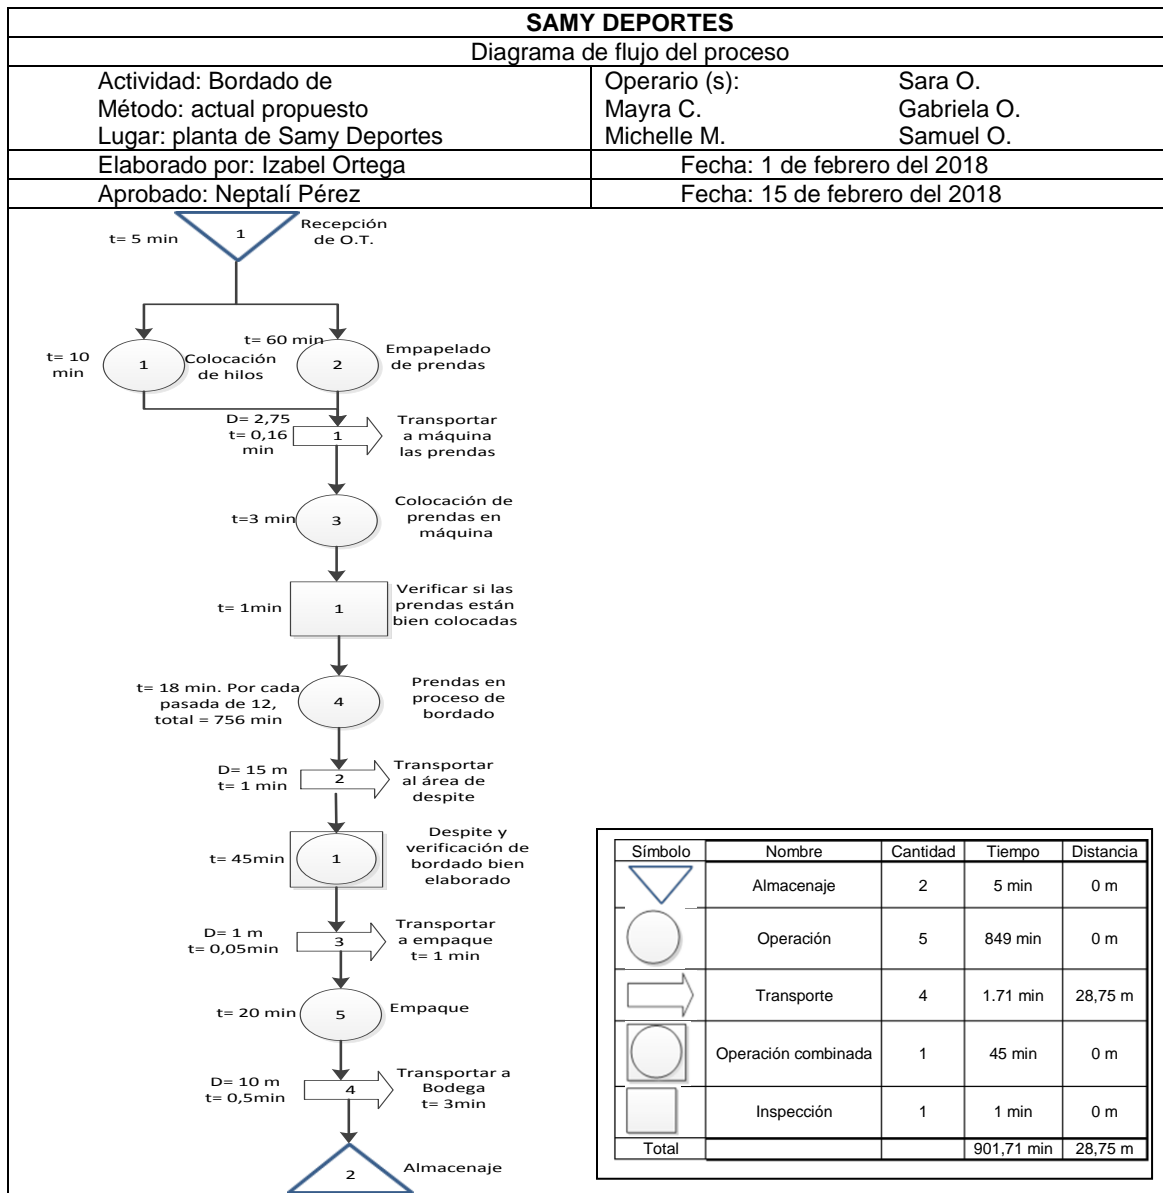 SAMY DEPORTES
Diagrama de flujo del proceso
Actividad: Bordado de
Método: actual propuesto
Lugar: planta de Samy Deportes
Operario (s): Sara O.
Mayra C. Gabriela O.
Michelle M. Samuel O.
Elaborado por: Izabel Ortega
Fecha: 1 de febrero del 2018
Aprobado: Neptalí Pérez
Fecha: 15 de febrero del 2018
t= 5 min
1
Recepción
de O.T.
t= 10
min
1
Colocación
de hilos
t= 60 min
2
Empapelado
de prendas
D= 2,75
t= 0,16
min
1
Transportar
a máquina
las prendas
t=3 min
3
Colocación de
prendas en
máquina
t= 1min
1
Verificar si las
prendas están
bien colocadas
t= 18 min. Por cada
pasada de 12,
total = 756 min
4
Prendas en
proceso de
bordado
D= 15 m
t= 1 min
2
Transportar
al área de
despite
t= 45min
1
Despite y
verificación de
bordado bien
elaborado
D= 1 m
t= 0,05min
3
Transportar
a empaque
t= 1 min
t= 20 min
5
Empaque
D= 10 m
t= 0,5min
4
Transportar a
Bodega
t= 3min
2
Almacenaje
Símbolo Nombre Cantidad Tiempo Distancia
Almacenaje 2 5 min 0 m
Operación 5 849 min 0 m
Transporte 4 1.71 min 28,75 m
Operación combinada 1 45 min 0 m
Inspección 1 1 min 0 m
Total 901,71 min 28,75 m